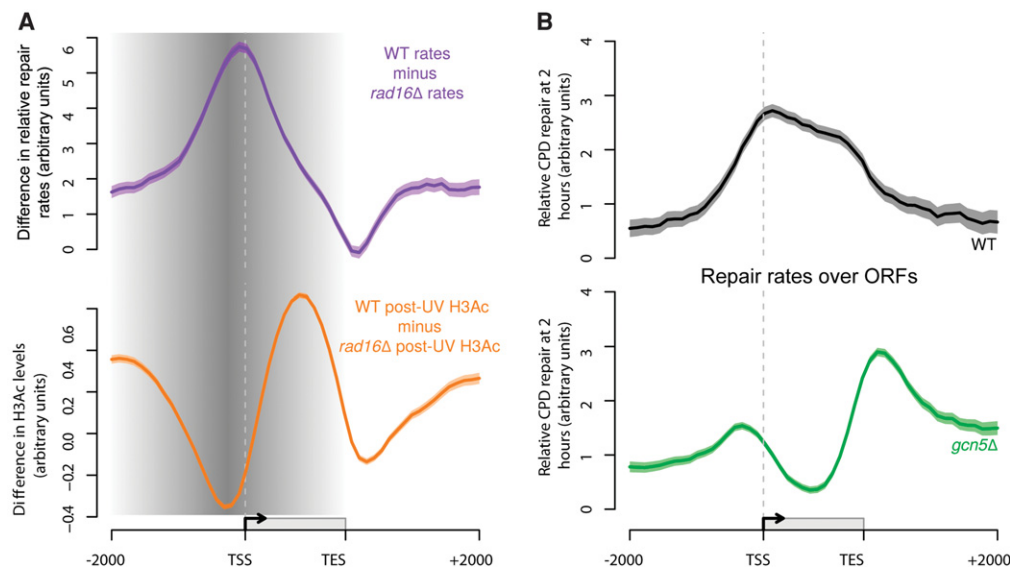 A
Difference in relative repair
rates (arbitrary units)
6
5
4
3
2
1
0
WT rates
minus
rad16Δ rates
Difference in H3Ac levels
(arbitrary units)
0.6
0.4
0.2
0.0
−0.2
−0.4
WT post-UV H3Ac
minus
rad16Δ post-UV H3Ac
-2000
TSS
TES
+2000
B
Relative CPD repair at 2
hours (arbitrary units)
4
3
2
1
0
WT
Repair rates over ORFs
Relative CPD repair at 2
hours (arbitrary units)
4
3
2
1
0
gcn5Δ
-2000
TSS
TES
+2000